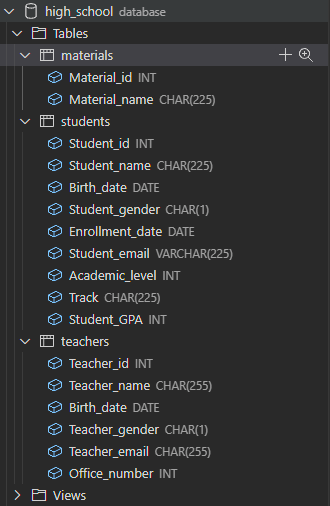 high_school database
Tables
materials
Material_id INT
Material_name CHAR(225)
students
Student_id INT
Student_name CHAR(225)
Birth_date DATE
Student_gender CHAR(1)
Enrollment_date DATE
Student_email VARCHAR(225)
Academic_level INT
Track CHAR(225)
Student_GPA INT
teachers
Teacher_id INT
Teacher_name CHAR(255)
Birth_date DATE
Teacher_gender CHAR(1)
Teacher_email CHAR(255)
Office_number INT
Views